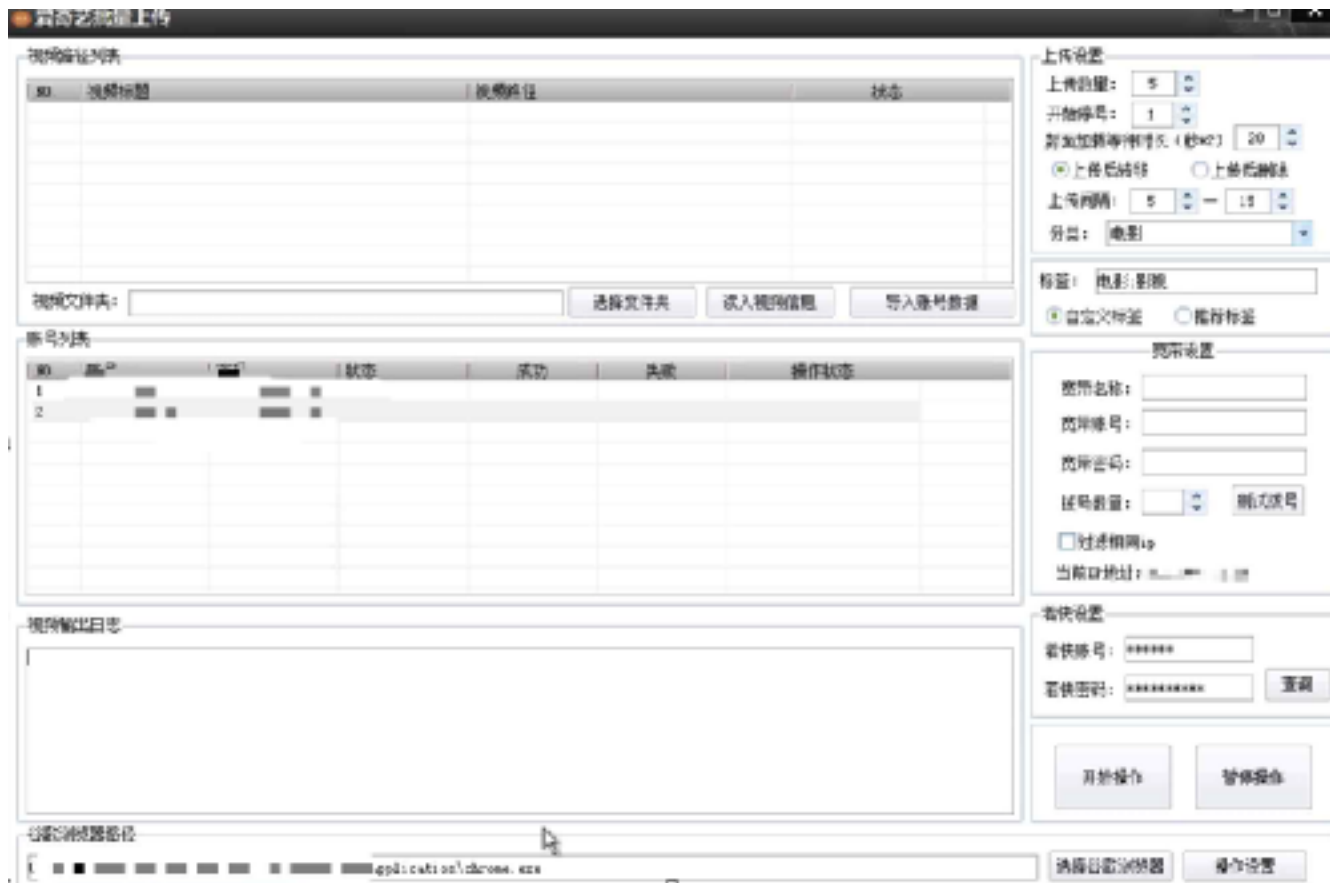 爱奇艺批量上传
视频路径列表
NO 视频标题 视频路径 状态
视频文件夹: 选择文件夹 读入视频信息 导入账号数据
账号列表
NO 状态 成功 失败 操作状态
1
2
视频输出日志
谷歌浏览器路径
pplication\chrome.exe
上传设置
上传数量: 5
开始序号: 1
封面加载等待时长(秒*2) 20
上传后转移 上传后删除
上传间隔: 5 — 15
分类: 电影
标签: 电影;影视
自定义标签 推荐标签
宽带设置
宽带名称:
宽带账号:
宽带密码:
拨号数量: 测试拨号
过滤相同ip
当前IP地址:
若快设置
若快账号: ******
若快密码: ********** 查询
开始操作 暂停操作
选择谷歌浏览器 操作设置